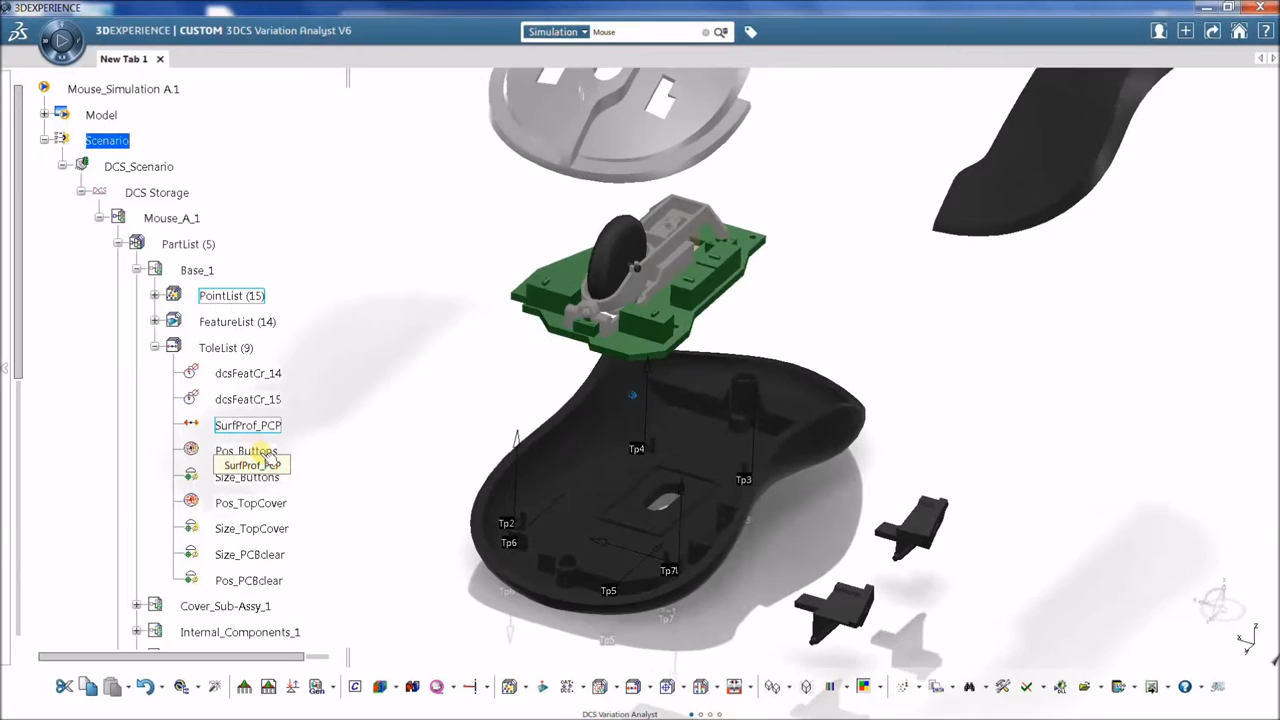 3DEXPERIENCE
3DEXPERIENCE | CUSTOM 3DCS Variation Analyst V6
Simulation
Mouse
New Tab 1
Mouse_Simulation A.1
Model
Scenario
DCS_Scenario
DCS Storage
Mouse_A_1
PartList (5)
Base_1
PointList (15)
FeatureList (14)
ToleList (9)
dcsFeatCr_14
dcsFeatCr_15
SurfProf_PCP
Pos_Buttons
Size_Buttons
Pos_TopCover
Size_TopCover
Size_PCBclear
Pos_PCBclear
Cover_Sub-Assy_1
Internal_Components_1
Tp4
Tp3
Tp2
Tp6
Tp7
Tp5
Tp7
Tp5
x
y
z
DCS Variation Analyst